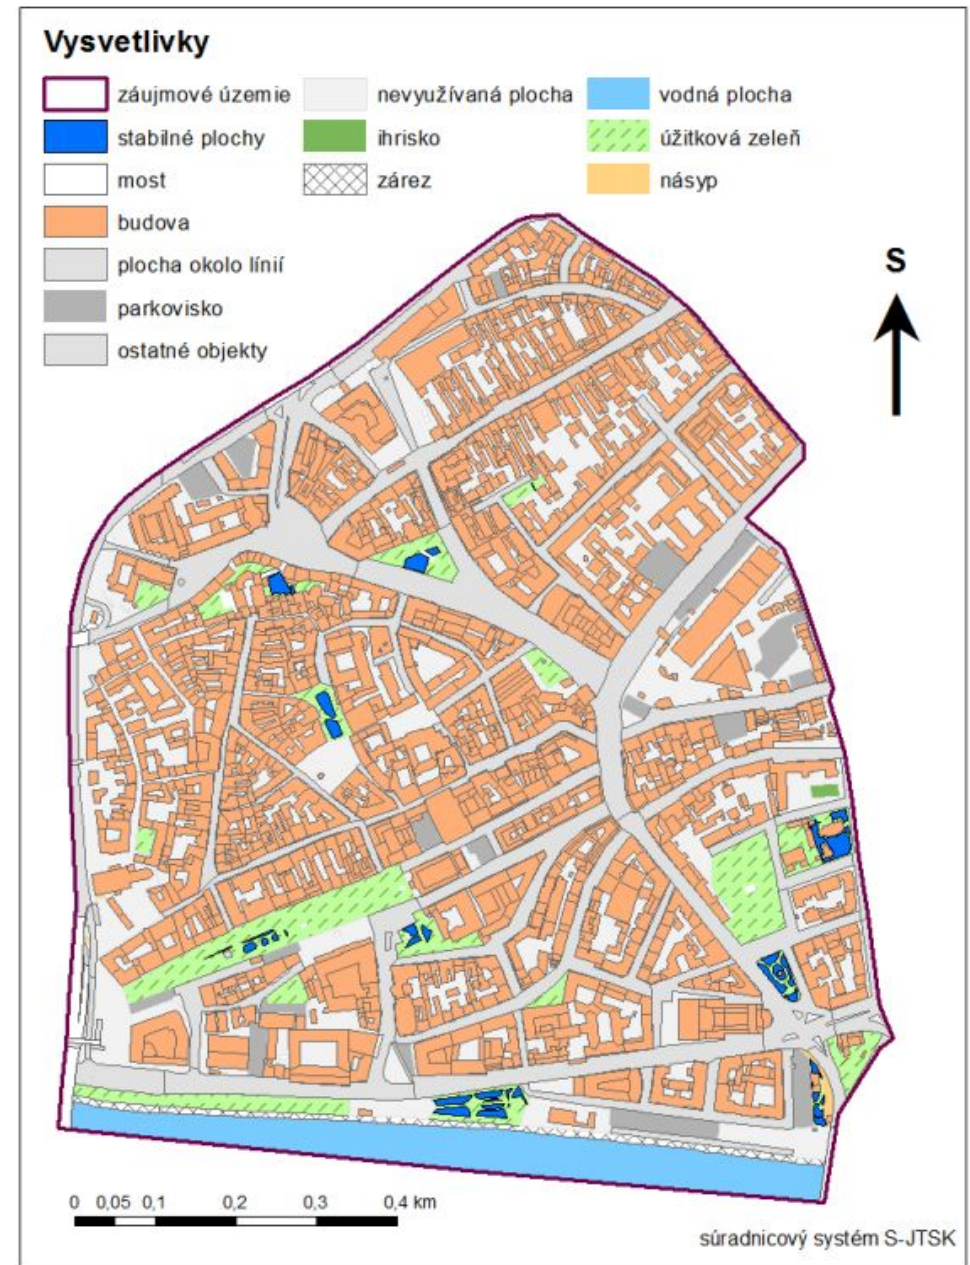 Vysvetlivky
záujmové územie
stabilné plochy
most
budova
plocha okolo línií
parkovisko
ostatné objekty
nevyužívaná plocha
ihrisko
zárez
vodná plocha
úžitková zeleň
násyp
S
0 0,05 0,1 0,2 0,3 0,4 km
súradnicový systém S-JTSK